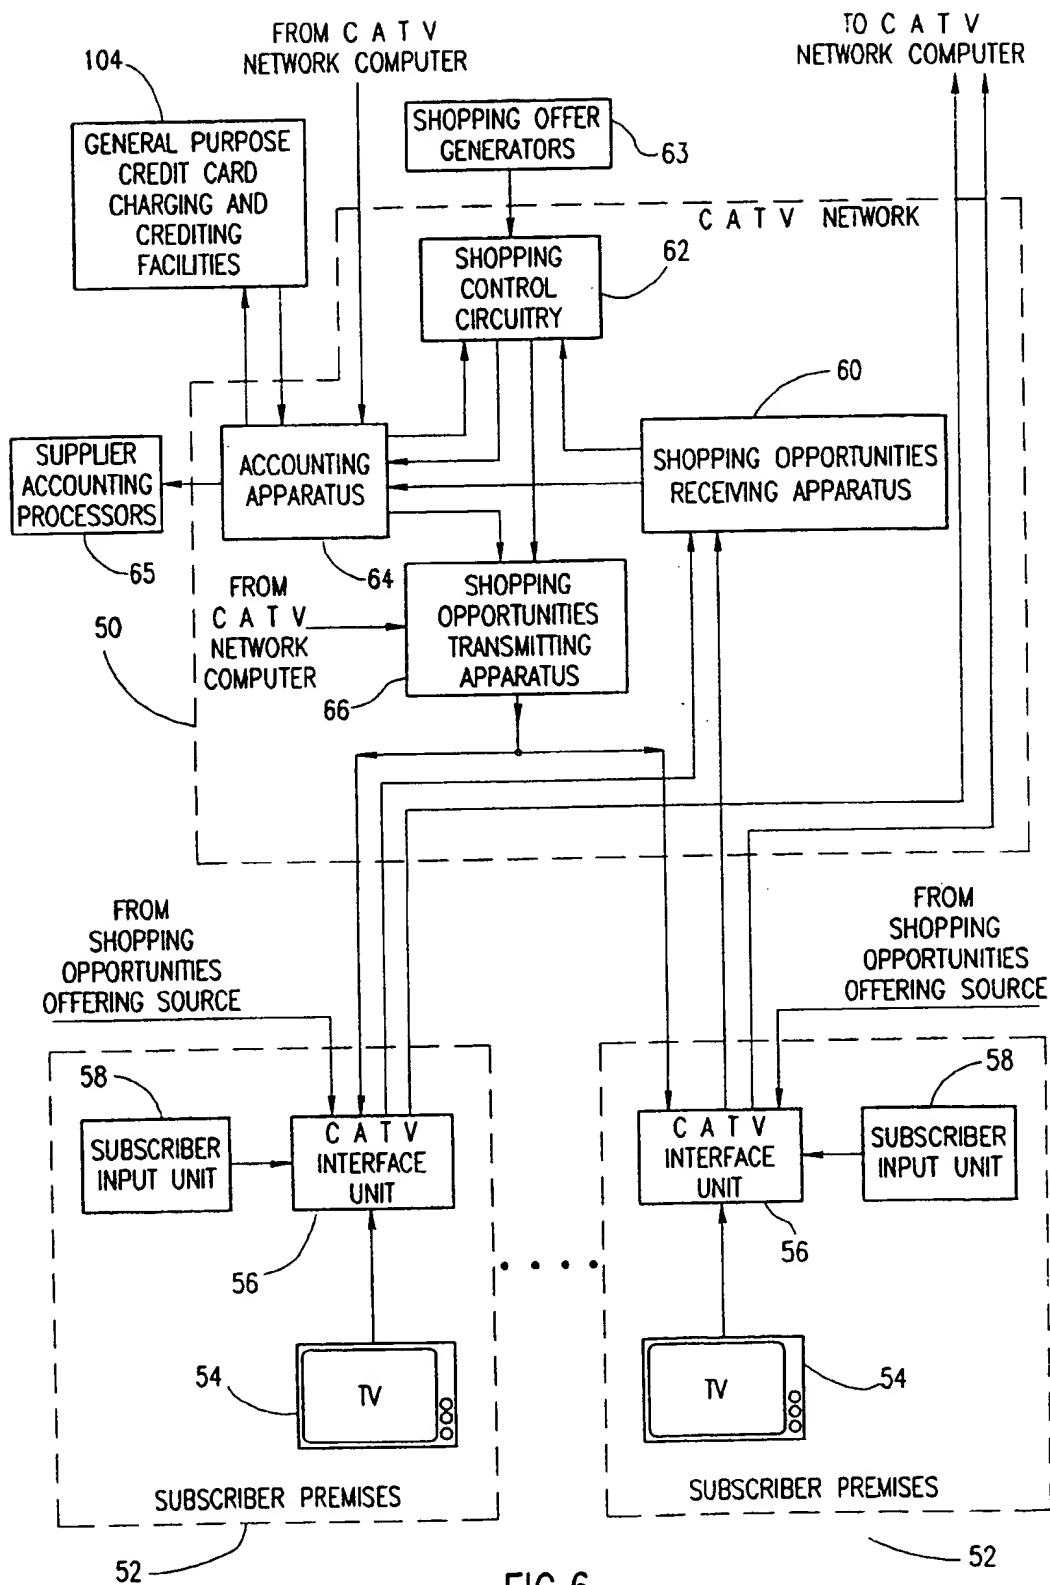 FROM C A T V
NETWORK COMPUTER
TO C A T V
NETWORK COMPUTER
104
GENERAL PURPOSE
CREDIT CARD
CHARGING AND
CREDITING
FACILITIES
SHOPPING OFFER
GENERATORS
63
C A T V NETWORK
SHOPPING
CONTROL
CIRCUITRY
62
60
SUPPLIER
ACCOUNTING
PROCESSORS
65
ACCOUNTING
APPARATUS
64
SHOPPING OPPORTUNITIES
RECEIVING APPARATUS
50
FROM
C A T V
NETWORK
COMPUTER
SHOPPING
OPPORTUNITIES
TRANSMITTING
APPARATUS
66
FROM
SHOPPING
OPPORTUNITIES
OFFERING SOURCE
FROM
SHOPPING
OPPORTUNITIES
OFFERING SOURCE
58
SUBSCRIBER
INPUT UNIT
C A T V
INTERFACE
UNIT
56
C A T V
INTERFACE
UNIT
56
58
SUBSCRIBER
INPUT UNIT
54
TV
TV
54
SUBSCRIBER PREMISES
52
SUBSCRIBER PREMISES
52
FIG.6